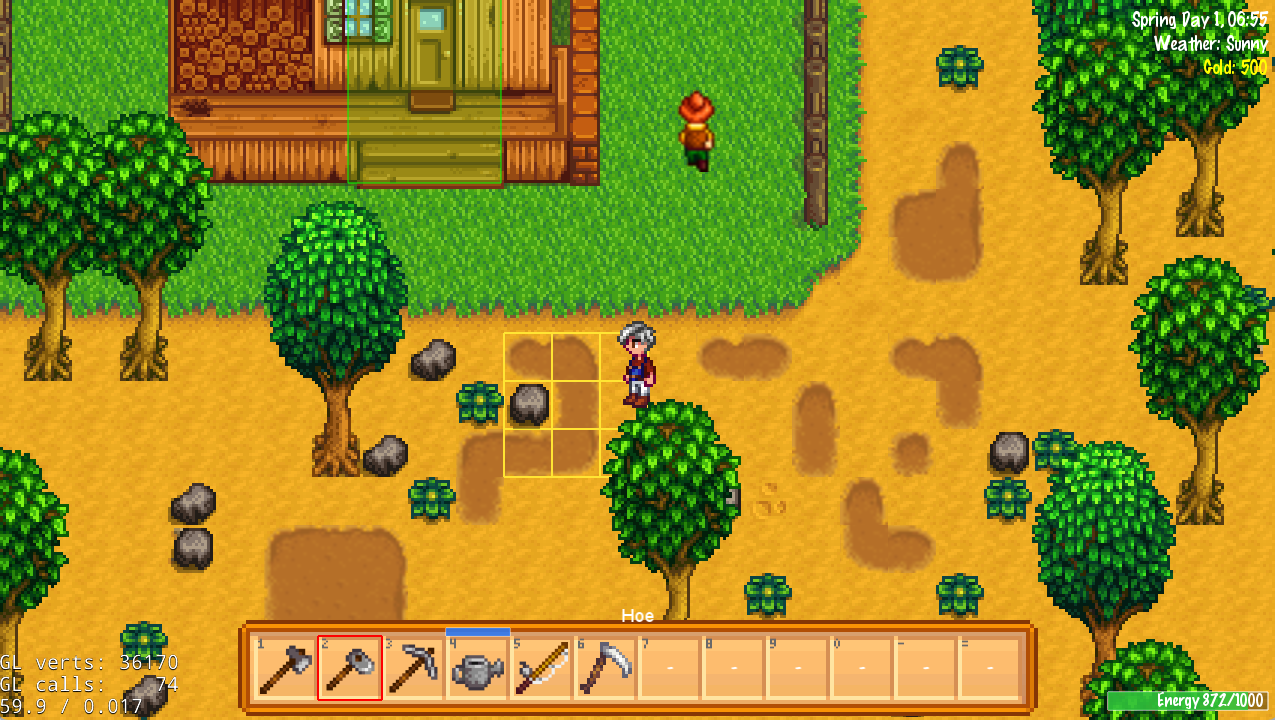 Spring Day 1, 06:55
Weather: Sunny
Gold: 500
Hoe
1 2 3 4 5 6 7 8 9 0 - =
- - - - - -
GL verts: 36170
GL calls: 74
59.9 / 0.017
Energy 872/1000